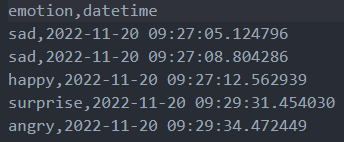 emotion,datetime
sad,2022-11-20 09:27:05.124796
sad,2022-11-20 09:27:08.804286
happy,2022-11-20 09:27:12.562939
surprise,2022-11-20 09:29:31.454030
angry,2022-11-20 09:29:34.472449